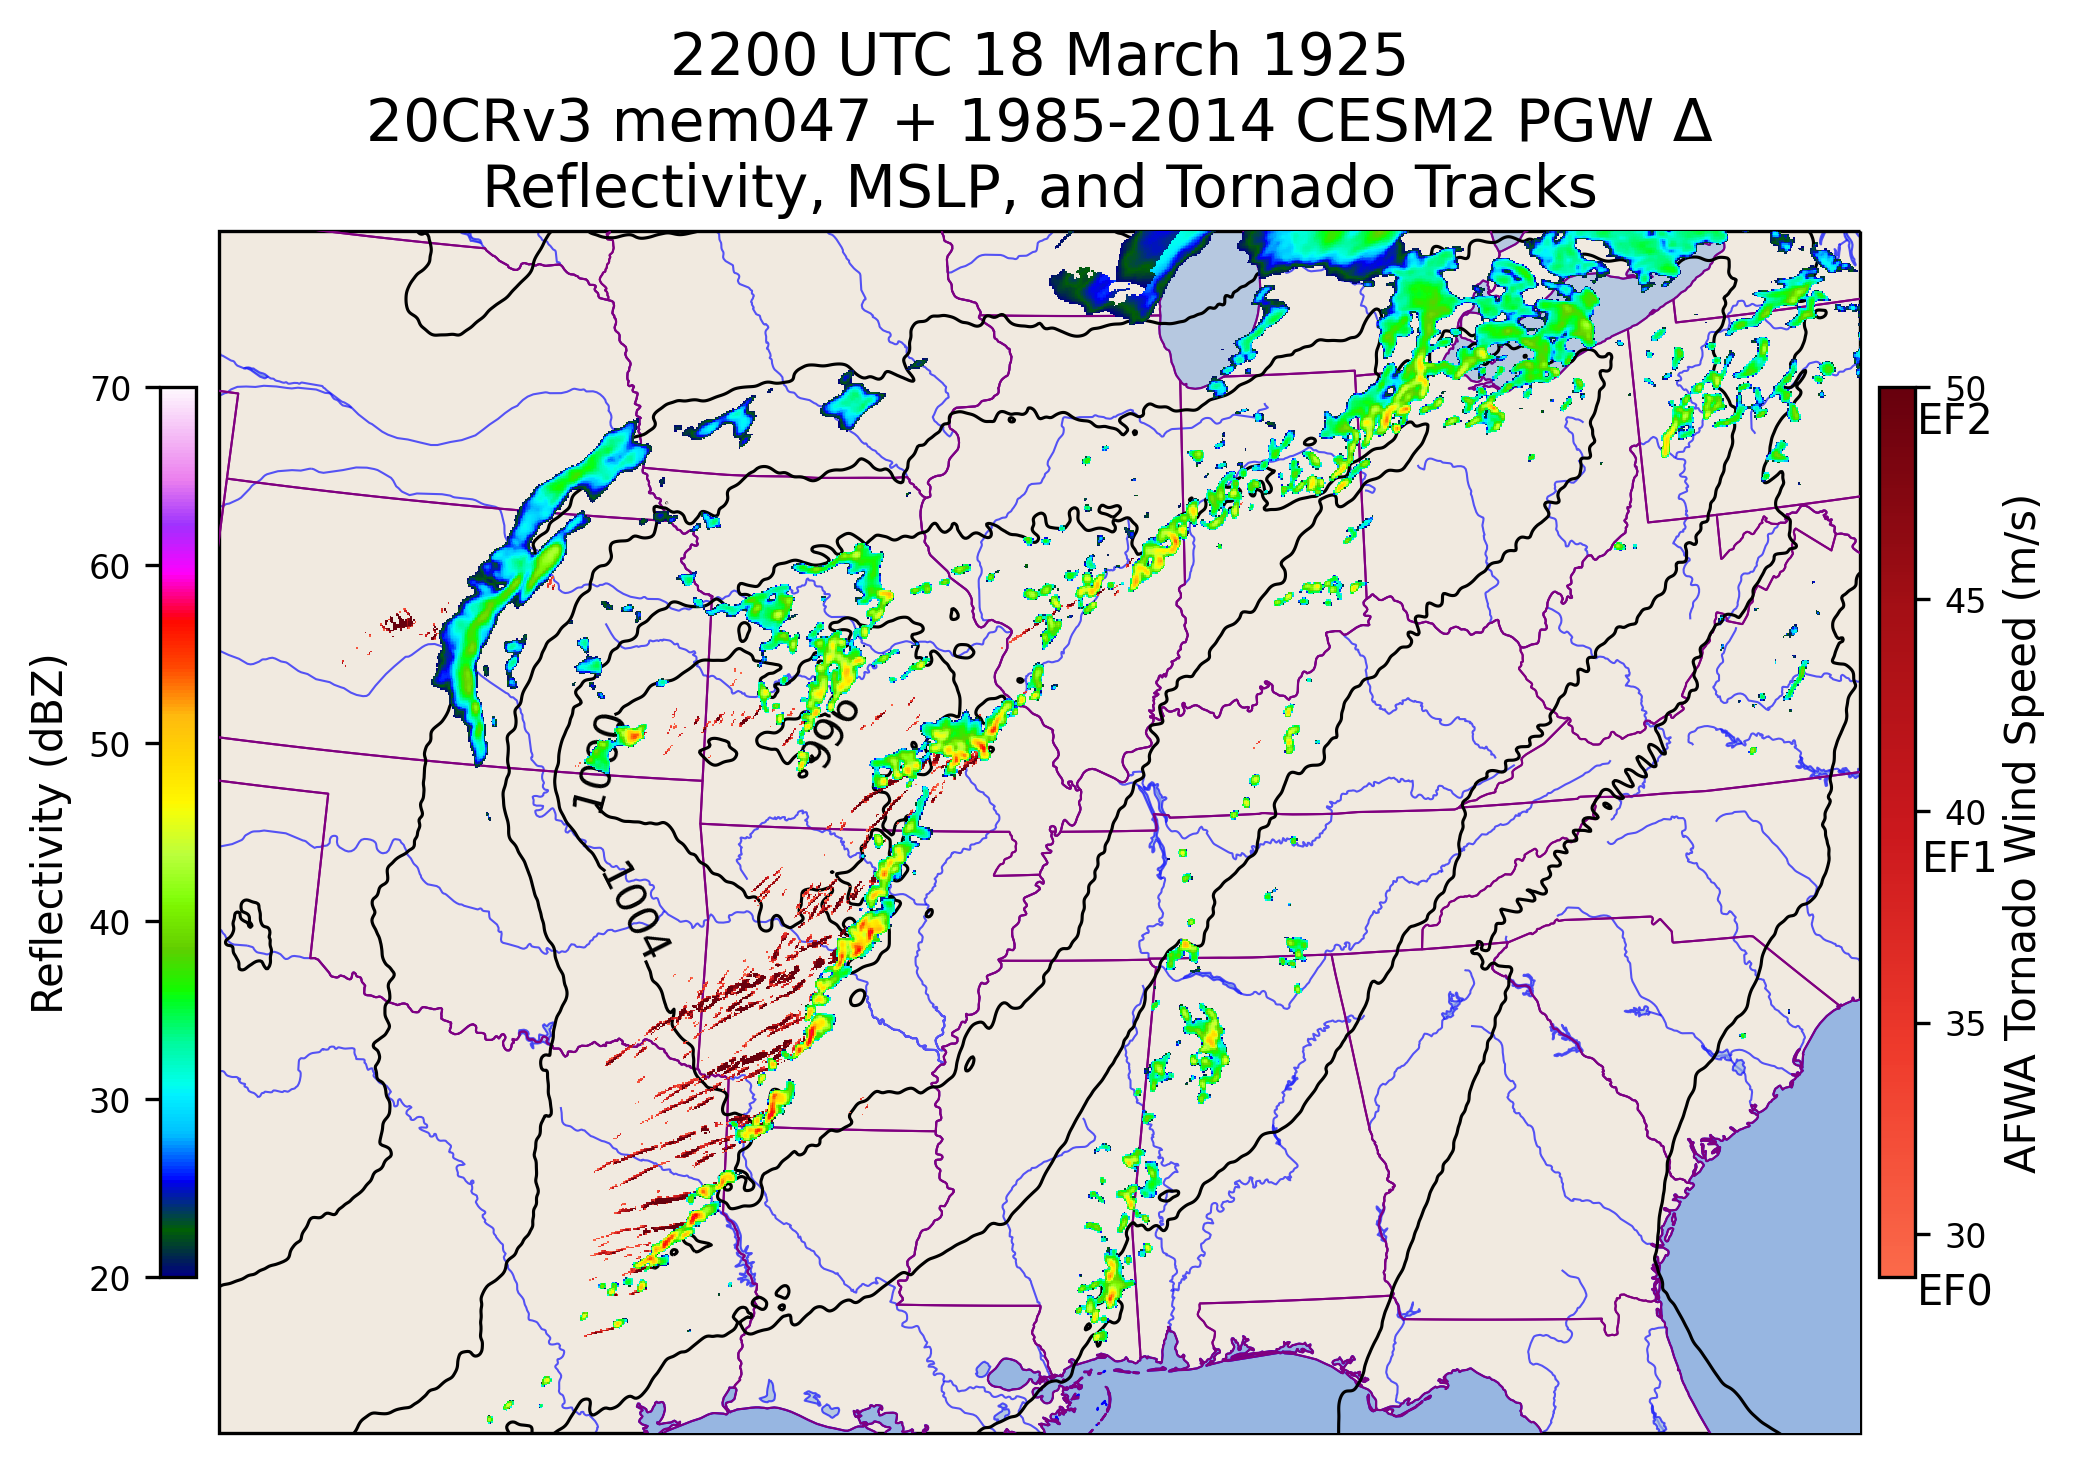 2200 UTC 18 March 1925
20CRv3 mem047 + 1985-2014 CESM2 PGW Δ
Reflectivity, MSLP, and Tornado Tracks
70
60
50
40
30
20
Reflectivity (dBZ)
996
1000
1004
50
EF2
45
40
EF1
35
30
EF0
AFWA Tornado Wind Speed (m/s)